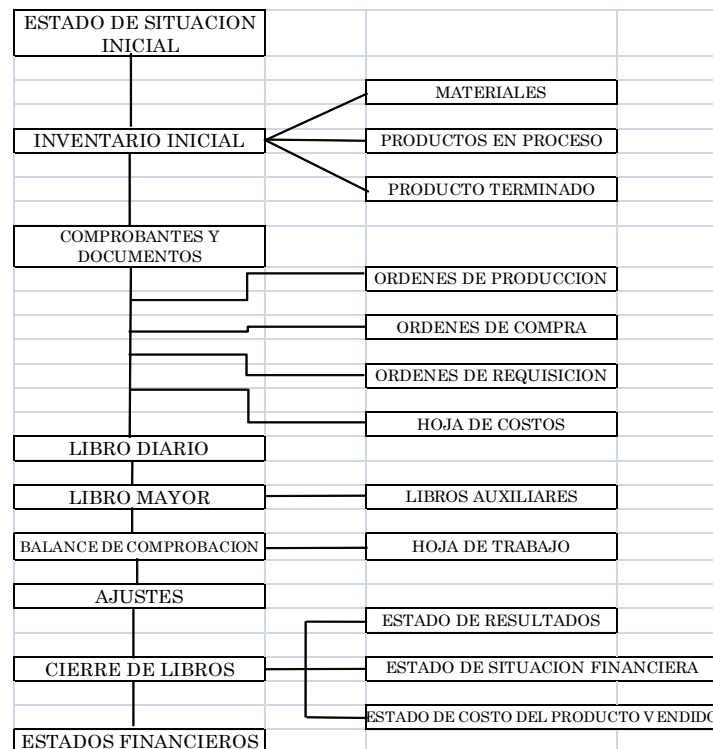 ESTADO DE SITUACION
INICIAL
MATERIALES
INVENTARIO INICIAL
PRODUCTOS EN PROCESO
PRODUCTO TERMINADO
COMPROBANTES Y
DOCUMENTOS
ORDENES DE PRODUCCION
ORDENES DE COMPRA
ORDENES DE REQUISICION
HOJA DE COSTOS
LIBRO DIARIO
LIBRO MAYOR
LIBROS AUXILIARES
BALANCE DE COMPROBACION
HOJA DE TRABAJO
AJUSTES
ESTADO DE RESULTADOS
CIERRE DE LIBROS
ESTADO DE SITUACION FINANCIERA
ESTADO DE COSTO DEL PRODUCTO VENDIDO
ESTADOS FINANCIEROS